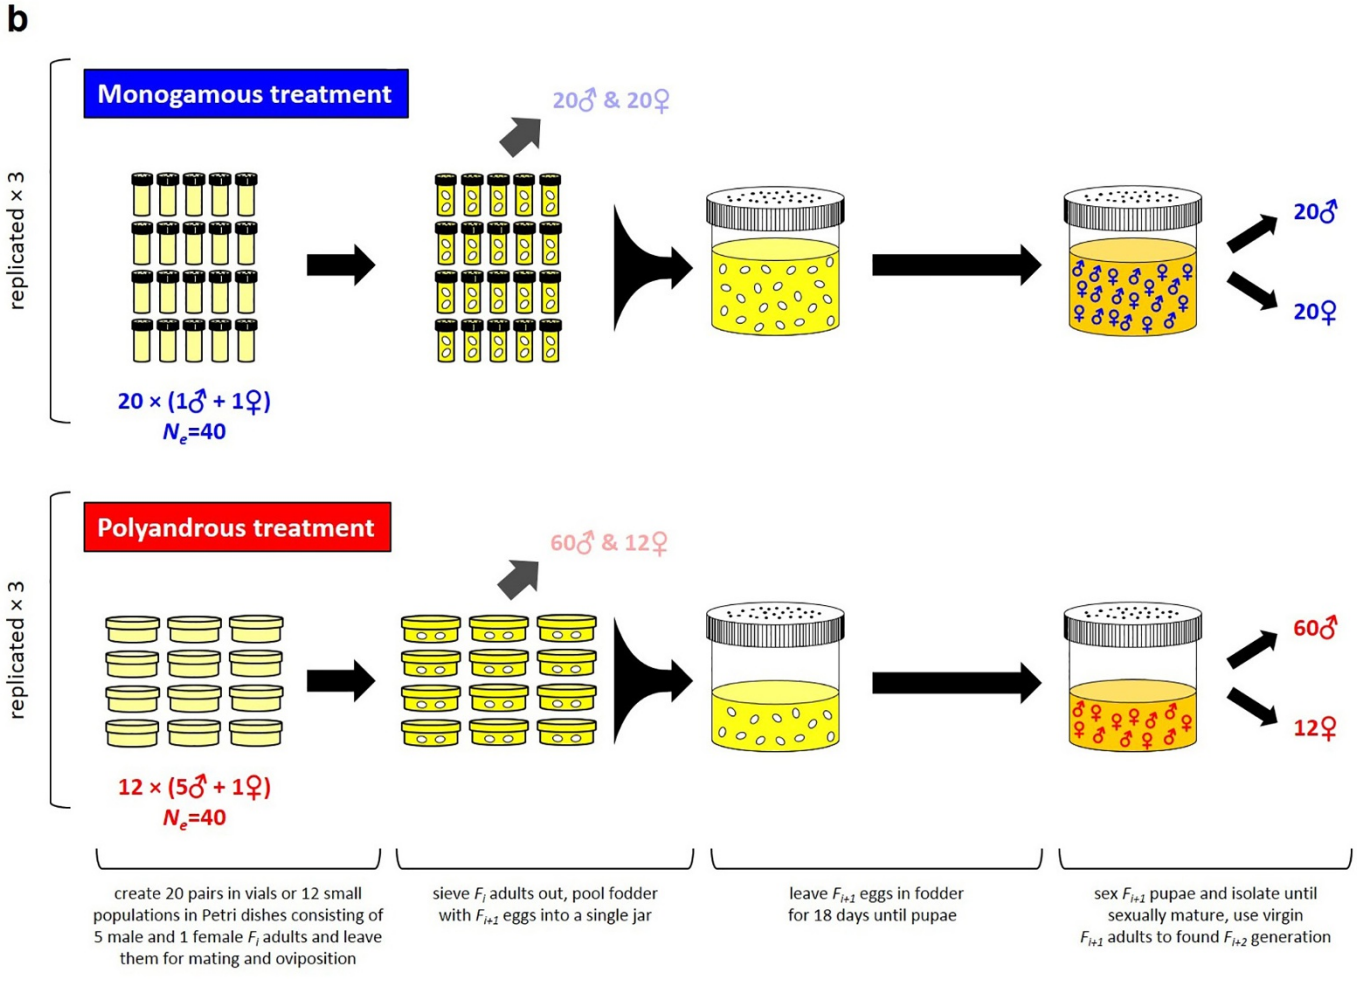 b
Monogamous treatment
20♂ & 20♀
replicated × 3
20♂
20♀
20 × (1♂ + 1♀)
Ne=40
Polyandrous treatment
60♂ & 12♀
replicated × 3
60♂
12♀
12 × (5♂ + 1♀)
Ne=40
create 20 pairs in vials or 12 small
populations in Petri dishes consisting of
5 male and 1 female Fi adults and leave
them for mating and oviposition
sieve Fi adults out, pool fodder
with Fi+1 eggs into a single jar
leave Fi+1 eggs in fodder
for 18 days until pupae
sex Fi+1 pupae and isolate until
sexually mature, use virgin
Fi+1 adults to found Fi+2 generation